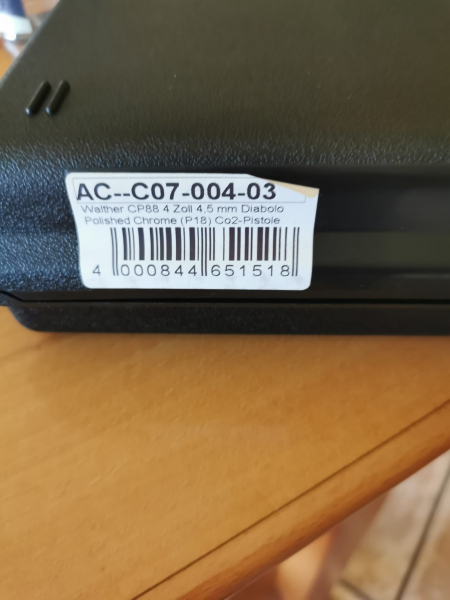 AC--C07-004-03
Walther CP88 4 Zoll 4,5 mm Diabolo
Polished Chrome (P18) Co2-Pistole
4 000844 651518